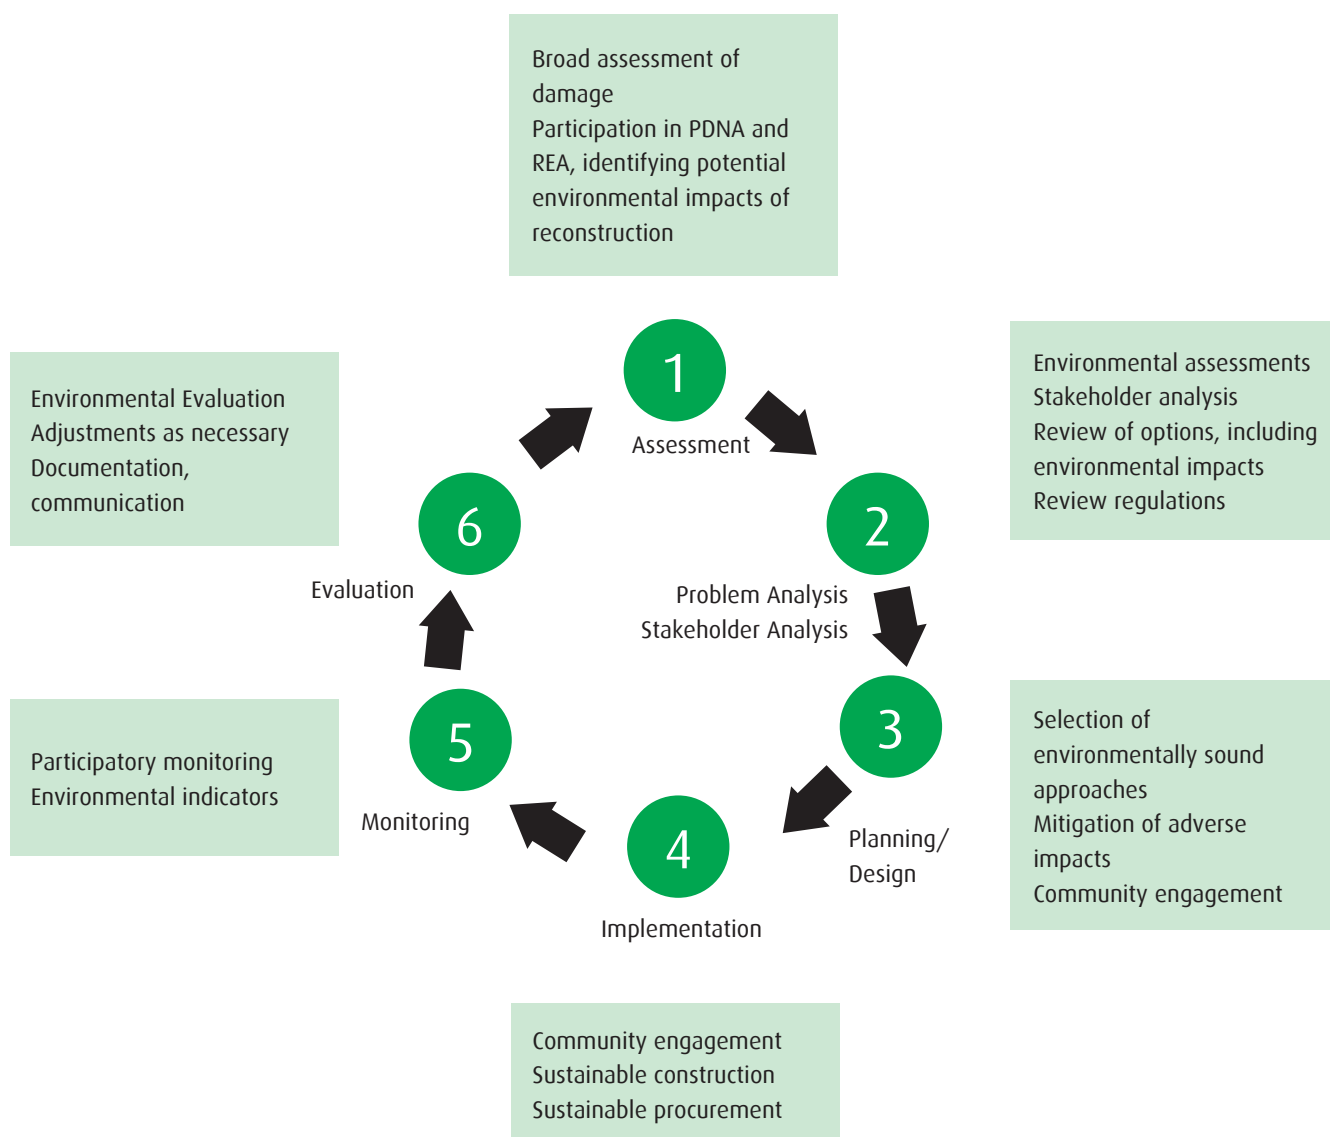 Broad assessment of
damage
Participation in PDNA and
REA, identifying potential
environmental impacts of
reconstruction
1
Assessment
Environmental assessments
Stakeholder analysis
Review of options, including
environmental impacts
Review regulations
2
Problem Analysis
Stakeholder Analysis
Selection of
environmentally sound
approaches
Mitigation of adverse
impacts
Community engagement
3
Planning/
Design
4
Implementation
Community engagement
Sustainable construction
Sustainable procurement
5
Monitoring
Participatory monitoring
Environmental indicators
6
Evaluation
Environmental Evaluation
Adjustments as necessary
Documentation,
communication